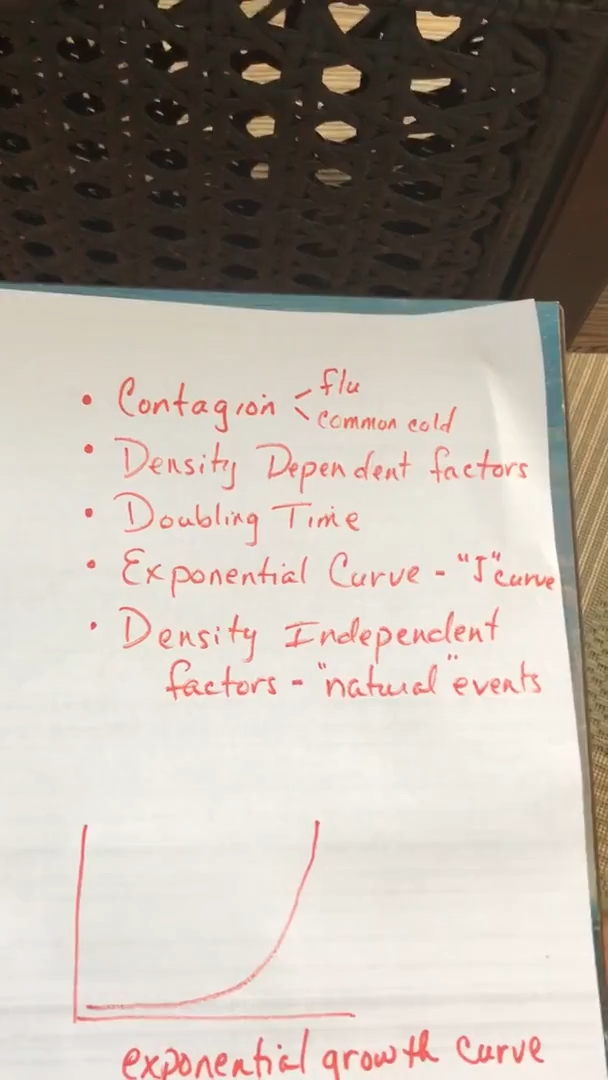 • Contagion < flu
common cold
• Density Dependent factors
• Doubling Time
• Exponential Curve - "J" curve
• Density Independent
factors - "natural" events
exponential growth curve